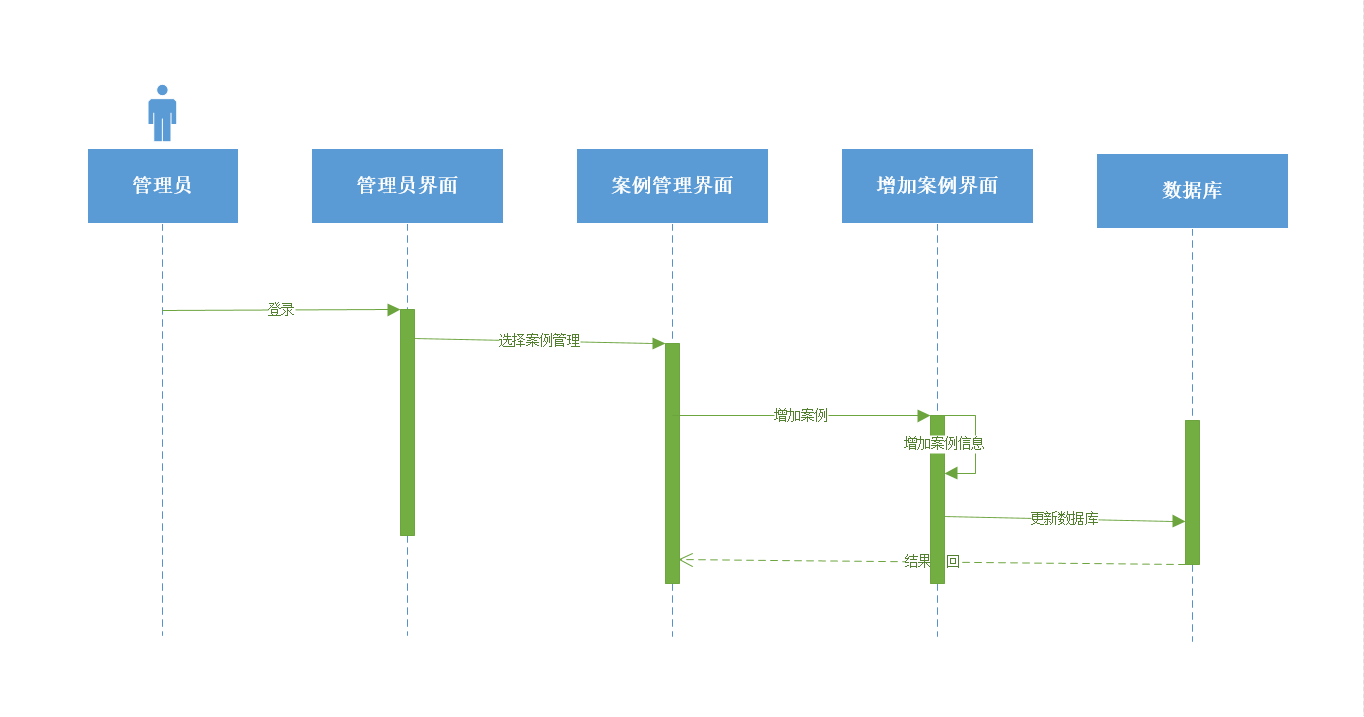 管理员
管理员界面
案例管理界面
增加案例界面
数据库
登录
选择案例管理
增加案例
增加案例信息
更新数据库
结果 回